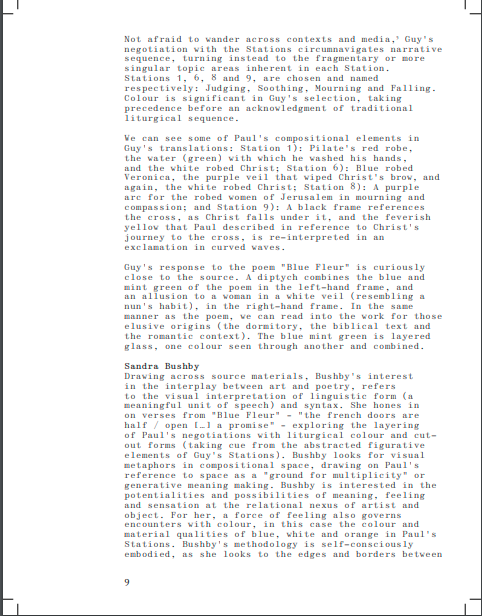 Not afraid to wander across contexts and media,⁵ Guy's
negotiation with the Stations circumnavigates narrative
sequence, turning instead to the fragmentary or more
singular topic areas inherent in each Station.
Stations 1, 6, 8 and 9, are chosen and named
respectively: Judging, Soothing, Mourning and Falling.
Colour is significant in Guy's selection, taking
precedence before an acknowledgment of traditional
liturgical sequence.

We can see some of Paul's compositional elements in
Guy's translations: Station 1): Pilate's red robe,
the water (green) with which he washed his hands,
and the white robed Christ; Station 6): Blue robed
Veronica, the purple veil that wiped Christ's brow, and
again, the white robed Christ; Station 8): A purple
arc for the robed women of Jerusalem in mourning and
compassion; and Station 9): A black frame references
the cross, as Christ falls under it, and the feverish
yellow that Paul described in reference to Christ's
journey to the cross, is re-interpreted in an
exclamation in curved waves.

Guy's response to the poem "Blue Fleur" is curiously
close to the source. A diptych combines the blue and
mint green of the poem in the left-hand frame, and
an allusion to a woman in a white veil (resembling a
nun's habit), in the right-hand frame. In the same
manner as the poem, we can read into the work for those
elusive origins (the dormitory, the biblical text and
the romantic context). The blue mint green is layered
glass, one colour seen through another and combined.

Sandra Bushby
Drawing across source materials, Bushby's interest
in the interplay between art and poetry, refers
to the visual interpretation of linguistic form (a
meaningful unit of speech) and syntax. She hones in
on verses from "Blue Fleur" – "the french doors are
half / open […] a promise" – exploring the layering
of Paul's negotiations with liturgical colour and cut-
out forms (taking cue from the abstracted figurative
elements of Guy's Stations). Bushby looks for visual
metaphors in compositional space, drawing on Paul's
reference to space as a "ground for multiplicity" or
generative meaning making. Bushby is interested in the
potentialities and possibilities of meaning, feeling
and sensation at the relational nexus of artist and
object. For her, a force of feeling also governs
encounters with colour, in this case the colour and
material qualities of blue, white and orange in Paul's
Stations. Bushby's methodology is self-consciously
embodied, as she looks to the edges and borders between

9